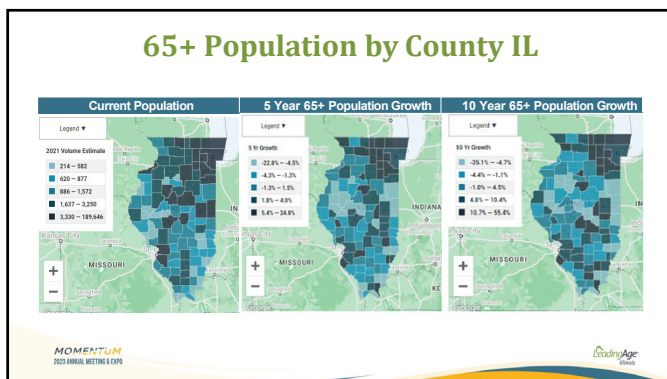 65+ Population by County IL
Current Population
5 Year 65+ Population Growth
10 Year 65+ Population Growth
Legend ▼
2021 Volume Estimate
214 – 582
620 – 877
886 – 1,572
1,637 – 3,250
3,330 – 189,646
Kansas City
MISSOURI
IN
+
−
Legend ▼
5 Yr Growth
-22.8% – -4.5%
-4.3% – -1.3%
-1.3% – 1.5%
1.8% – 4.0%
5.4% – 24.8%
INDIANA
MISSOURI
KE
+
−
Legend ▼
10 Yr Growth
-35.1% – -4.7%
-4.4% – -1.1%
-1.0% – 4.5%
4.8% – 10.4%
10.7% – 55.4%
MISSOURI
IN
+
−
MOMENTUM
2023 ANNUAL MEETING & EXPO
LeadingAge
Illinois